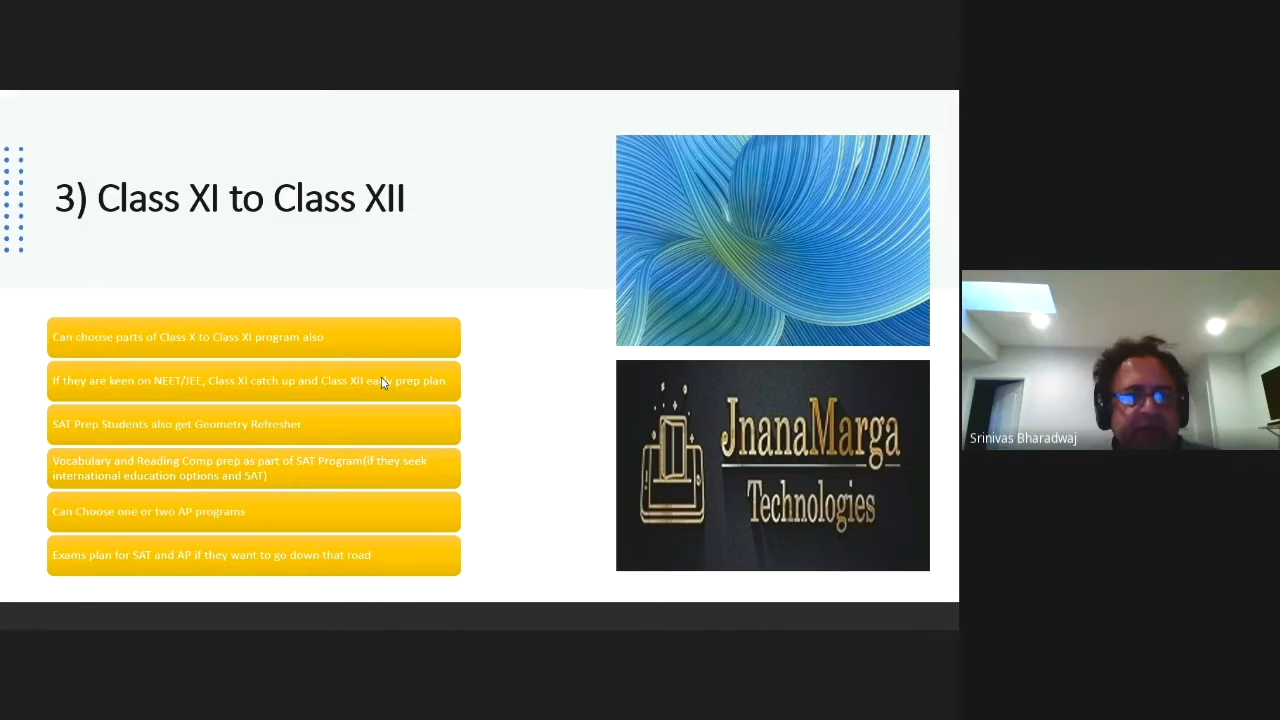 3) Class XI to Class XII
Can choose parts of Class X to Class XI program also
If they are keen on NEET/JEE, Class XI catch up and Class XII early prep plan
SAT Prep Students also get Geometry Refresher
Vocabulary and Reading Comp prep as part of SAT Program(if they seek
international education options and SAT)
Can Choose one or two AP programs
Exams plan for SAT and AP if they want to go down that road
JnanaMarga
Technologies
Srinivas Bharadwaj